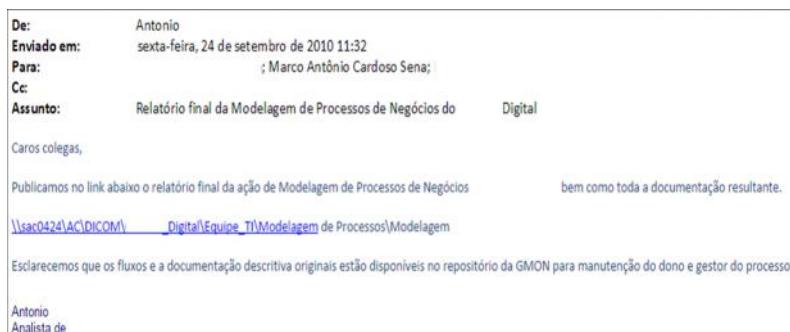 De: Antonio
Enviado em: sexta-feira, 24 de setembro de 2010 11:32
Para: ; Marco Antônio Cardoso Sena;
Cc:
Assunto: Relatório final da Modelagem de Processos de Negócios do Digital
Caros colegas,
Publicamos no link abaixo o relatório final da ação de Modelagem de Processos de Negócios bem como toda a documentação resultante.
\\sac0424\AC\DICOM\ _Digital\Equipe_TI\Modelagem de Processos\Modelagem
Esclarecemos que os fluxos e a documentação descritiva originais estão disponíveis no repositório da GMON para manutenção do dono e gestor do processo
Antonio
Analista de